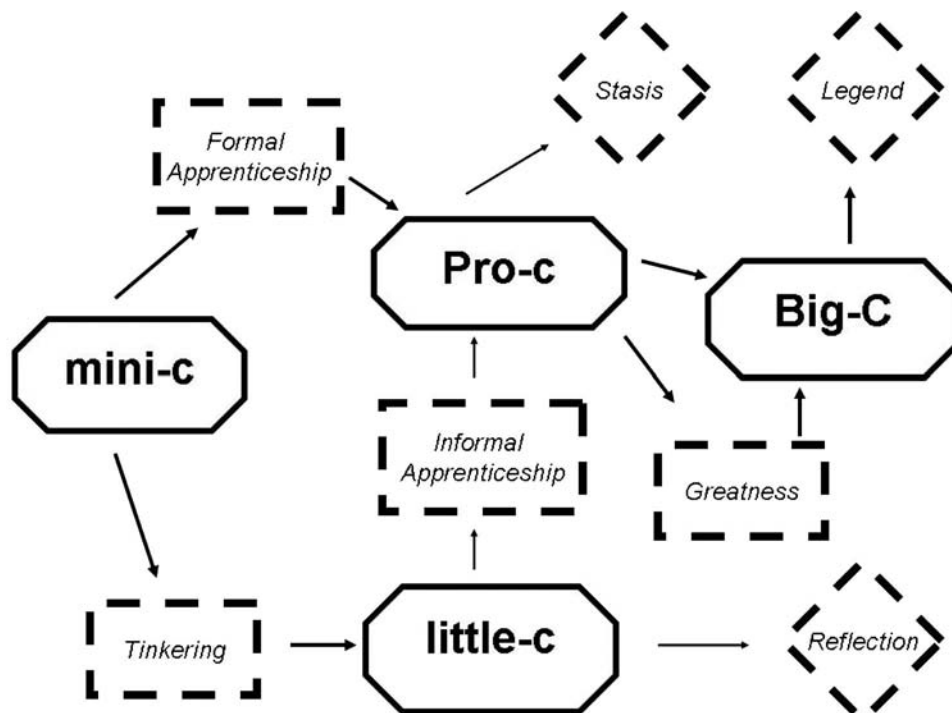 Stasis
Legend
Formal
Apprenticeship
Pro-c
Big-C
mini-c
Informal
Apprenticeship
Greatness
Tinkering
little-c
Reflection